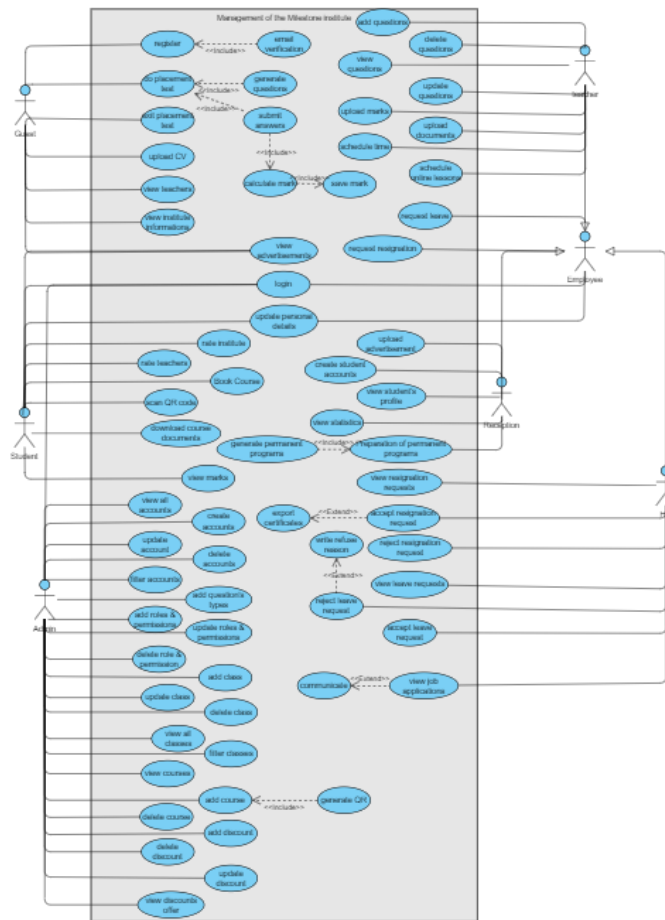 Management of the Milestone institute
add questions
register
<<Include>>
email
verification
delete
questions
view
questions
teacher
do placement
test
<<Include>>
generate
questions
update
questions
<<Include>>
Guest
exit placement
test
submit
answers
upload marks
upload
documents
<<Include>>
upload CV
schedule time
view teachers
calculate mark
<<Include>>
save mark
schedule
online lessons
view institute
informations
request leave
view
advertisements
request resignation
Employee
login
update personal
details
rate institute
upload
advertisement
rate teachers
create student
accounts
Book Course
view student's
profile
scan QR code
Reception
view statistics
Student
download course
documents
generate permanent
programs
<<Include>>
Preparation of permanent
programs
view marks
view resignation
requests
view all
accounts
create
accounts
export
certificates
<<Extend>>
accept resignation
request
update
account
write refuse
reason
reject resignation
request
delete
accounts
filter accounts
<<Extend>>
view leave requests
add question's
types
reject leave
request
Admin
add roles &
permissions
update roles &
permissions
accept leave
request
delete role &
permission
add class
communicate
<<Extend>>
view job
applications
update class
delete class
view all
classes
filter classes
view courses
add course
<<Include>>
generate QR
delete course
add discount
delete
discount
update
discount
view discounts
offer